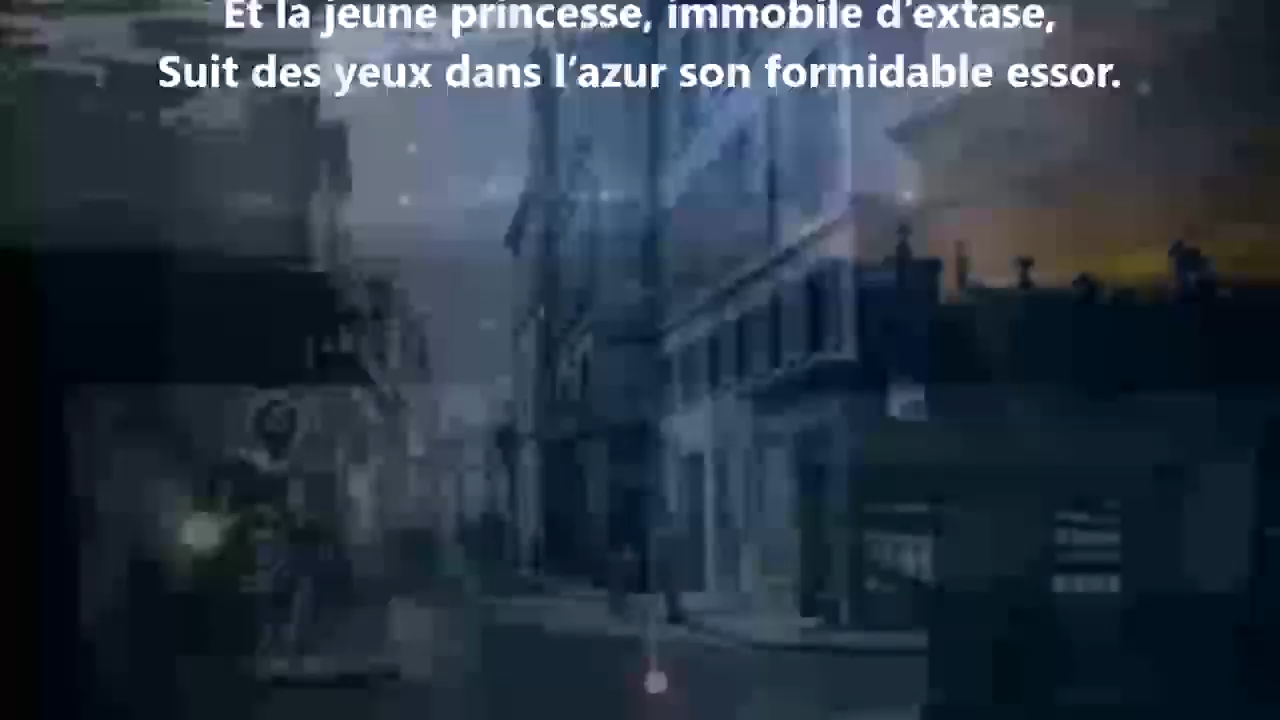 Et la jeune princesse, immobile d’extase,
Suit des yeux dans l’azur son formidable essor.